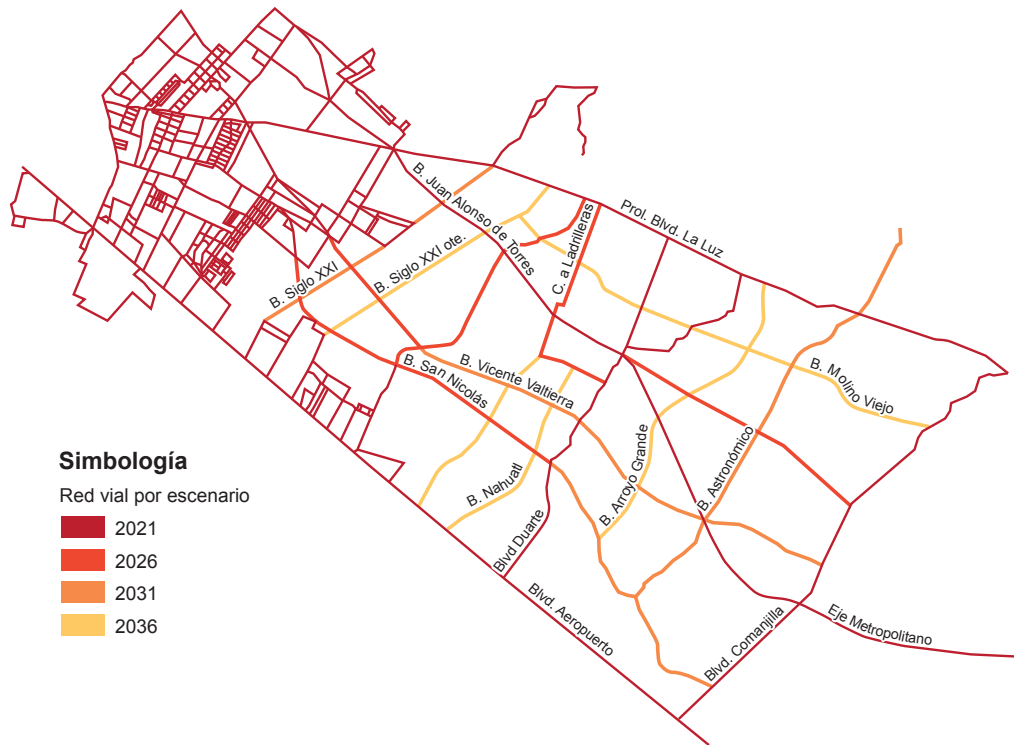 B. Juan Alonso de Torres
Prol. Blvd. La Luz
C. a Ladrilleras
B. Siglo XXI
B. Siglo XXI ote.
B. San Nicolás
B. Vicente Valtierra
B. Molino Viejo
B. Astronómico
B. Arroyo Grande
B. Nahuatl
Blvd Duarte
Blvd. Aeropuerto
Blvd. Comanjilla
Eje Metropolitano
Simbología
Red vial por escenario
2021
2026
2031
2036